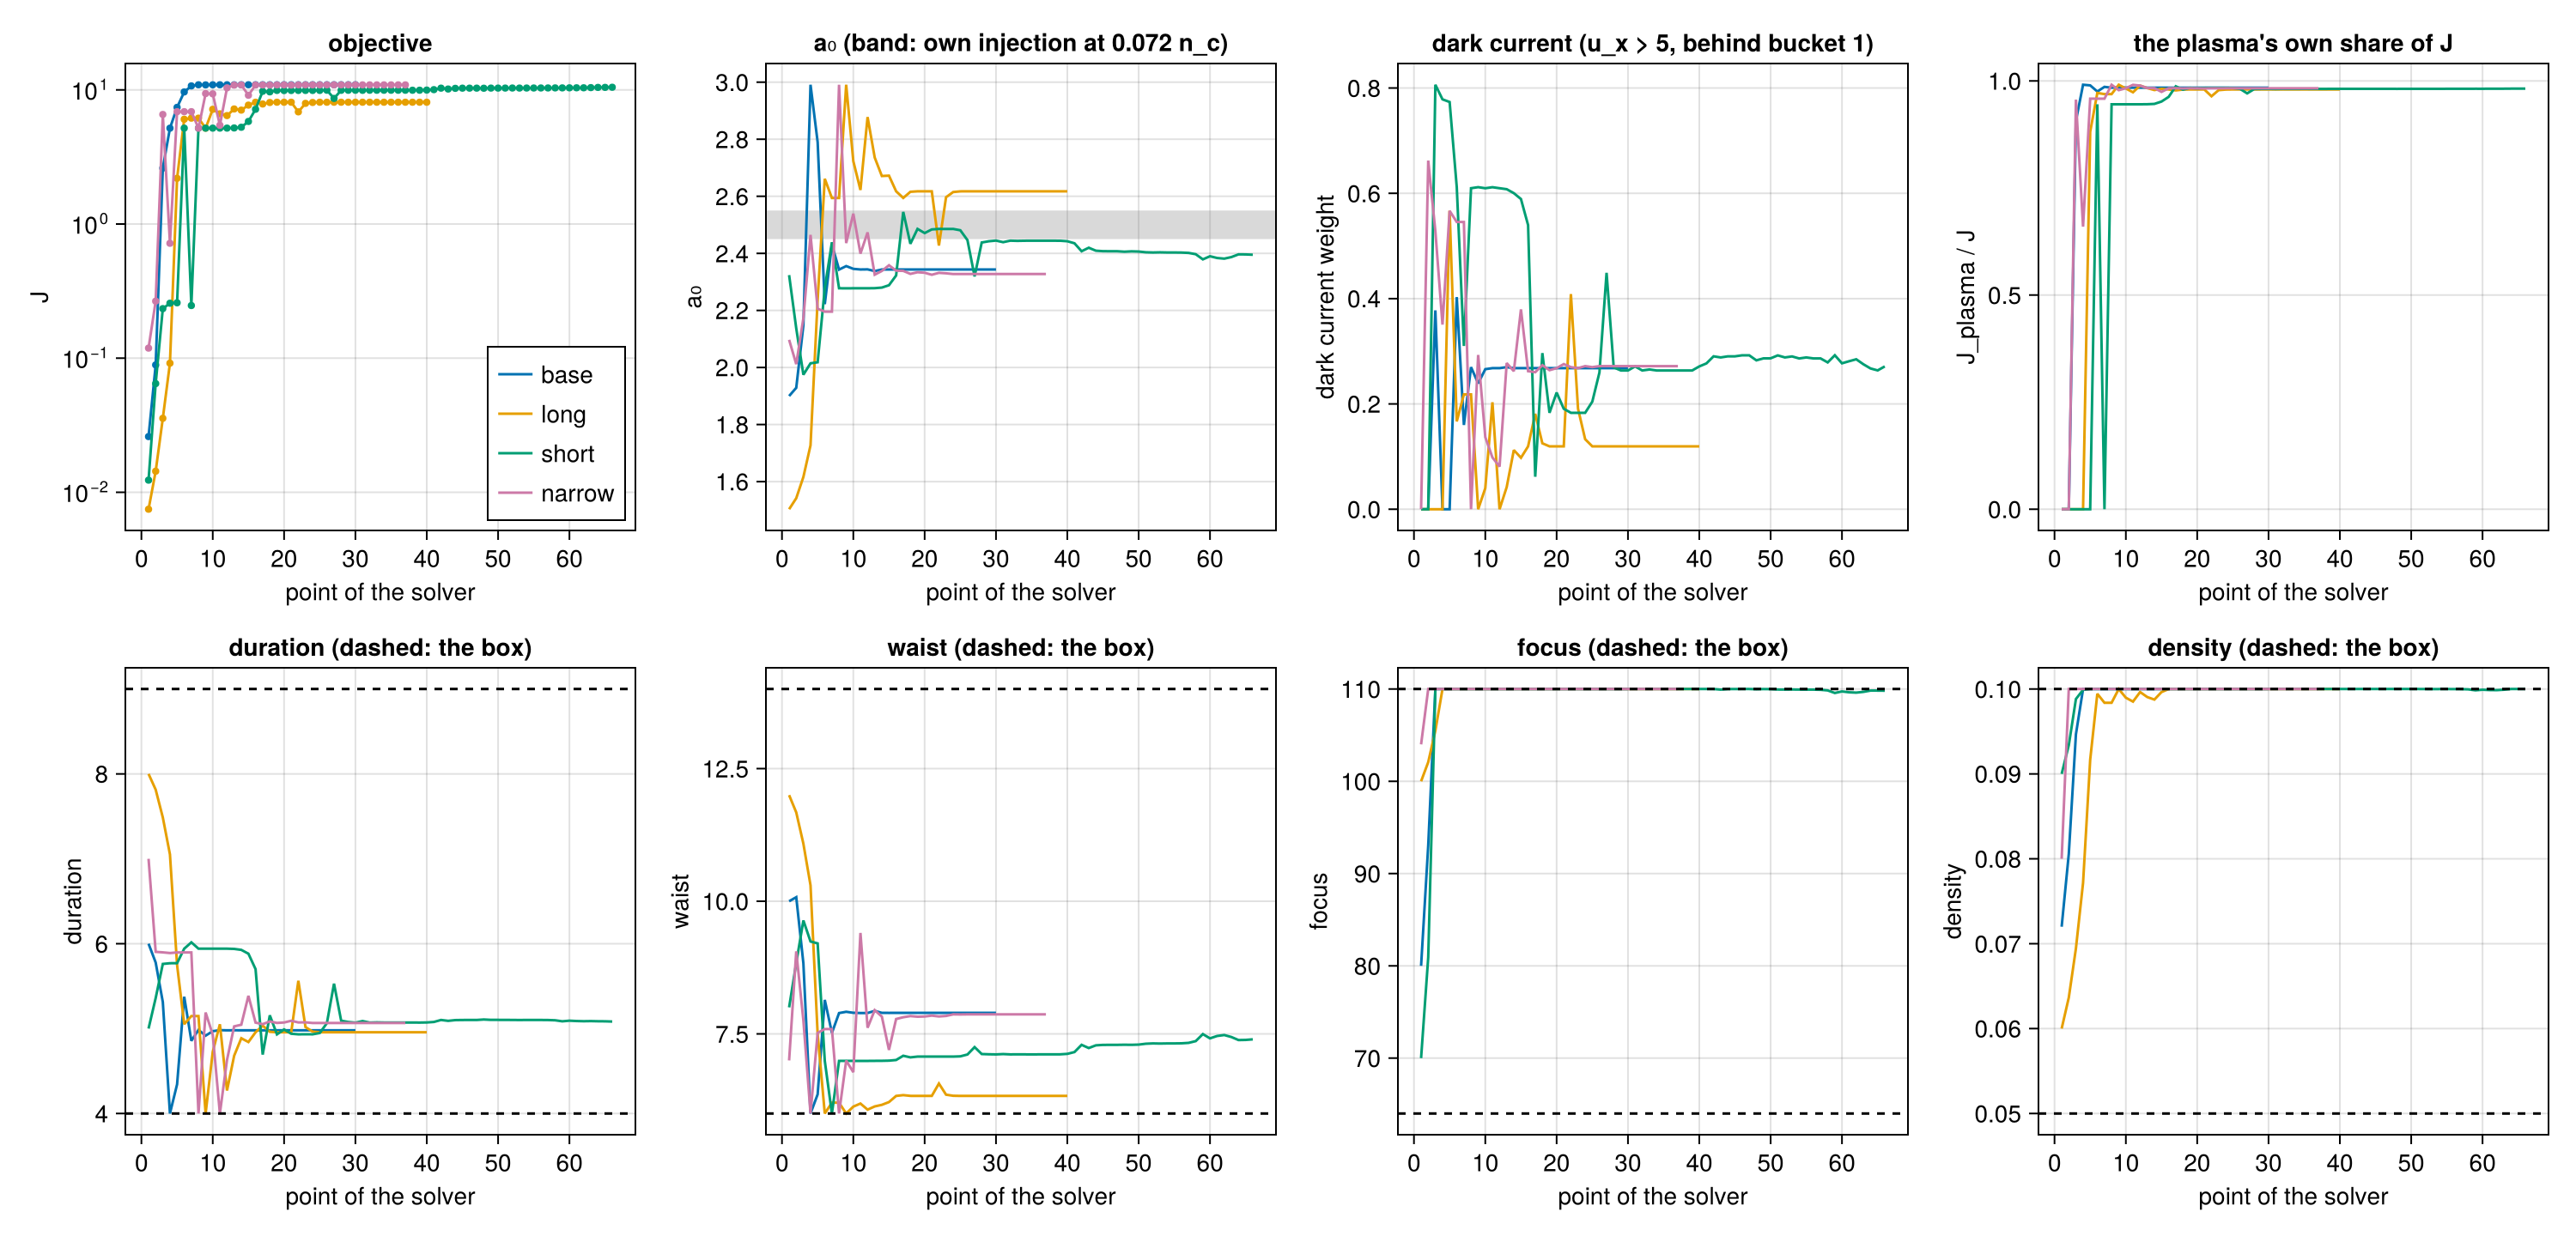 objective
J
10¹
10⁰
10⁻¹
10⁻²
base
long
short
narrow
0 10 20 30 40 50 60
point of the solver
a₀ (band: own injection at 0.072 n_c)
a₀
3.0
2.8
2.6
2.4
2.2
2.0
1.8
1.6
0 10 20 30 40 50 60
point of the solver
dark current (u_x > 5, behind bucket 1)
dark current weight
0.8
0.6
0.4
0.2
0.0
0 10 20 30 40 50 60
point of the solver
the plasma's own share of J
J_plasma / J
1.0
0.5
0.0
0 10 20 30 40 50 60
point of the solver
duration (dashed: the box)
duration
8
6
4
0 10 20 30 40 50 60
point of the solver
waist (dashed: the box)
waist
12.5
10.0
7.5
0 10 20 30 40 50 60
point of the solver
focus (dashed: the box)
focus
110
100
90
80
70
0 10 20 30 40 50 60
point of the solver
density (dashed: the box)
density
0.10
0.09
0.08
0.07
0.06
0.05
0 10 20 30 40 50 60
point of the solver